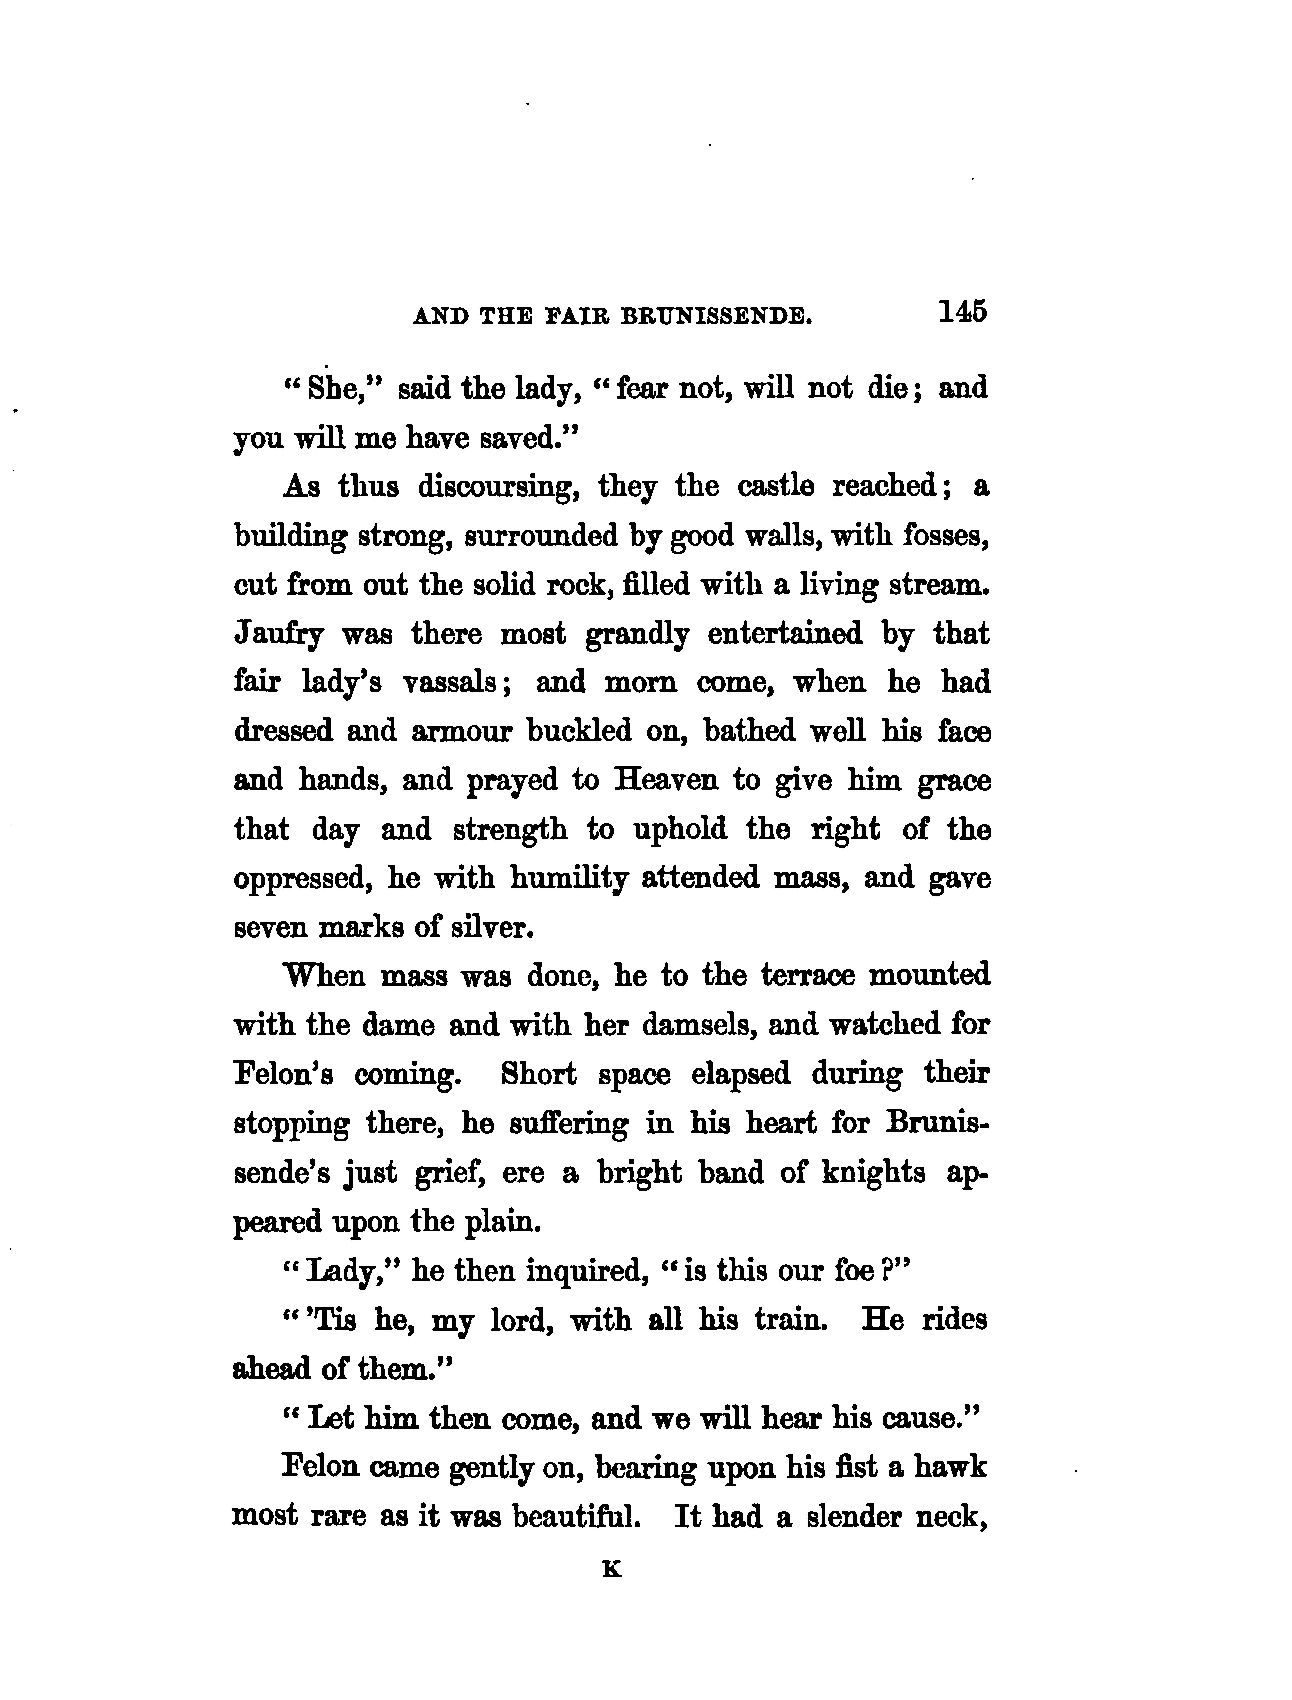 AND THE FAIR BRUNISSENDE. 145
“She,” said the lady, “fear not, will not die; and
you will me have saved.”
As thus discoursing, they the castle reached; a
building strong, surrounded by good walls, with fosses,
cut from out the solid rock, filled with a living stream.
Jaufry was there most grandly entertained by that
fair lady’s vassals; and morn come, when he had
dressed and armour buckled on, bathed well his face
and hands, and prayed to Heaven to give him grace
that day and strength to uphold the right of the
oppressed, he with humility attended mass, and gave
seven marks of silver.
When mass was done, he to the terrace mounted
with the dame and with her damsels, and watched for
Felon’s coming. Short space elapsed during their
stopping there, he suffering in his heart for Brunis-
sende’s just grief, ere a bright band of knights ap-
peared upon the plain.
“Lady,” he then inquired, “is this our foe?”
“’Tis he, my lord, with all his train. He rides
ahead of them.”
“Let him then come, and we will hear his cause.”
Felon came gently on, bearing upon his fist a hawk
most rare as it was beautiful. It had a slender neck,
K